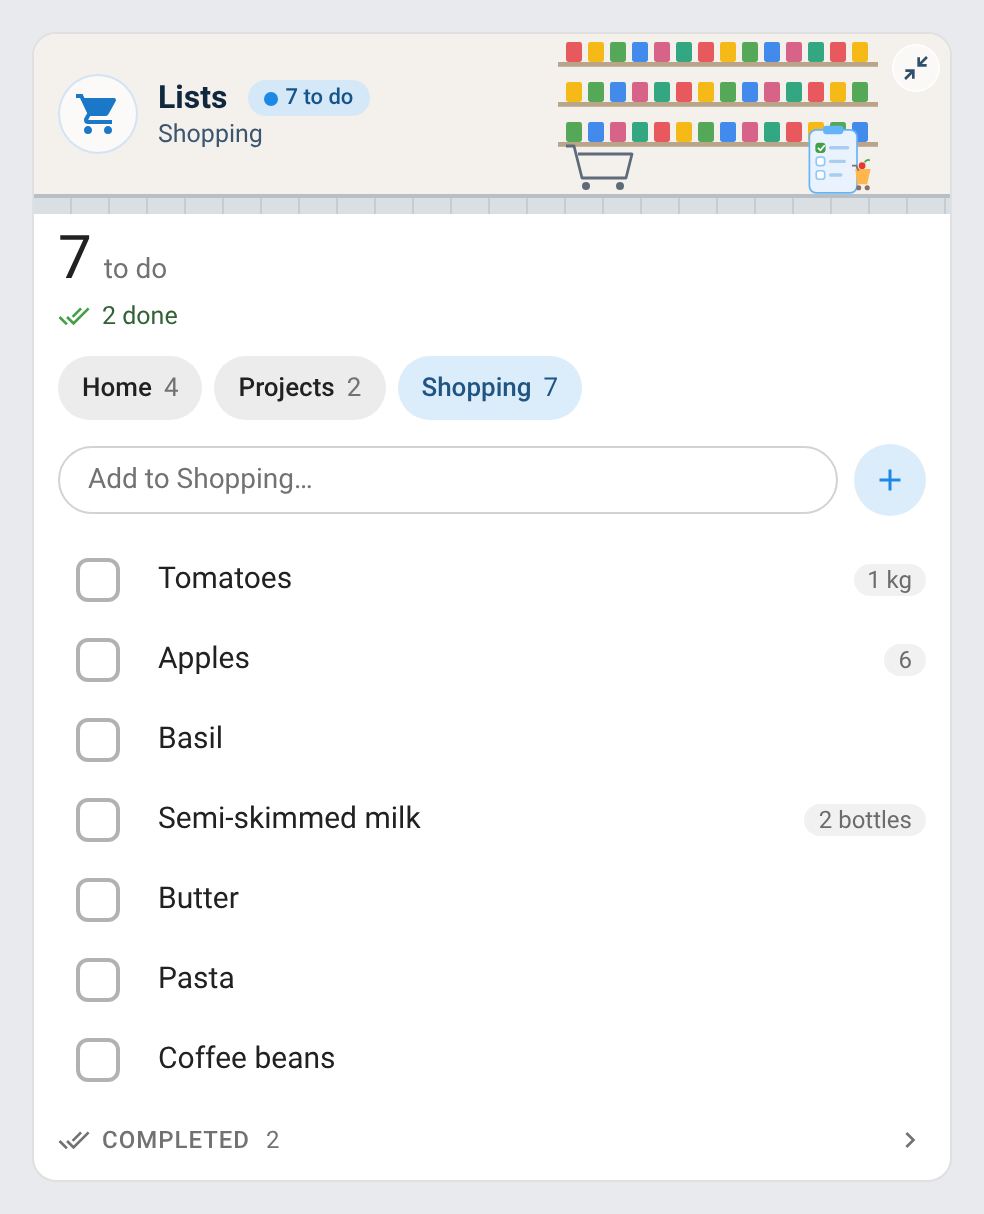 Lists
7 to do
Shopping
7 to do
2 done
Home 4
Projects 2
Shopping 7
Add to Shopping…
Tomatoes
1 kg
Apples
6
Basil
Semi-skimmed milk
2 bottles
Butter
Pasta
Coffee beans
COMPLETED 2